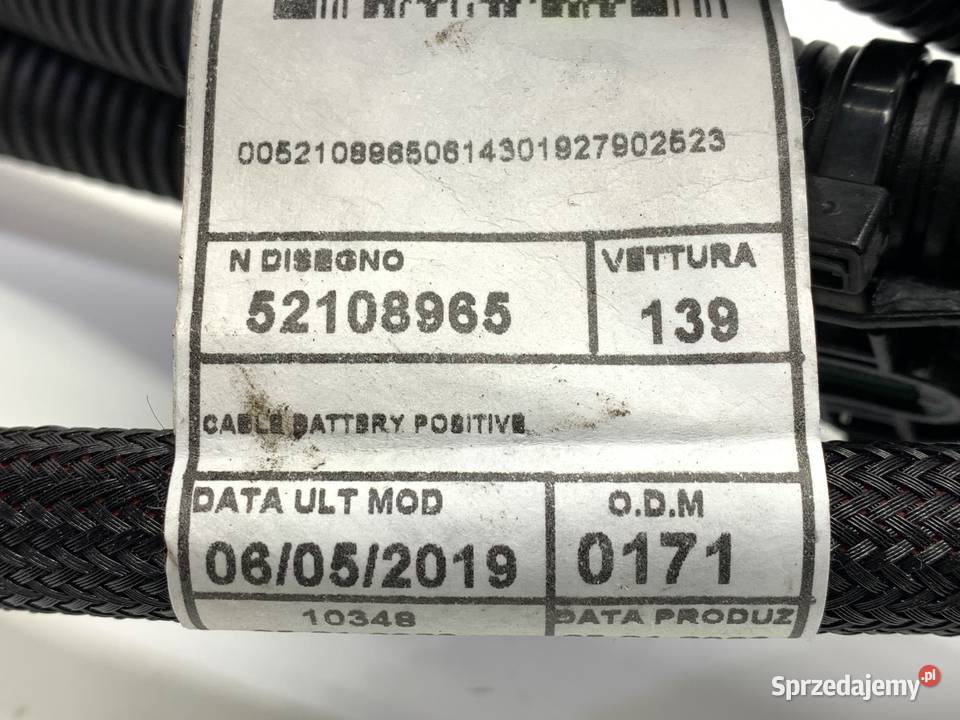 00521089650614301927902523
N DISEGNO
52108965
VETTURA
139
CABLE BATTERY POSITIVE
DATA ULT MOD
06/05/2019
O.D.M
0171
10348
DATA PRODUZ
Sprzedajemy.pl